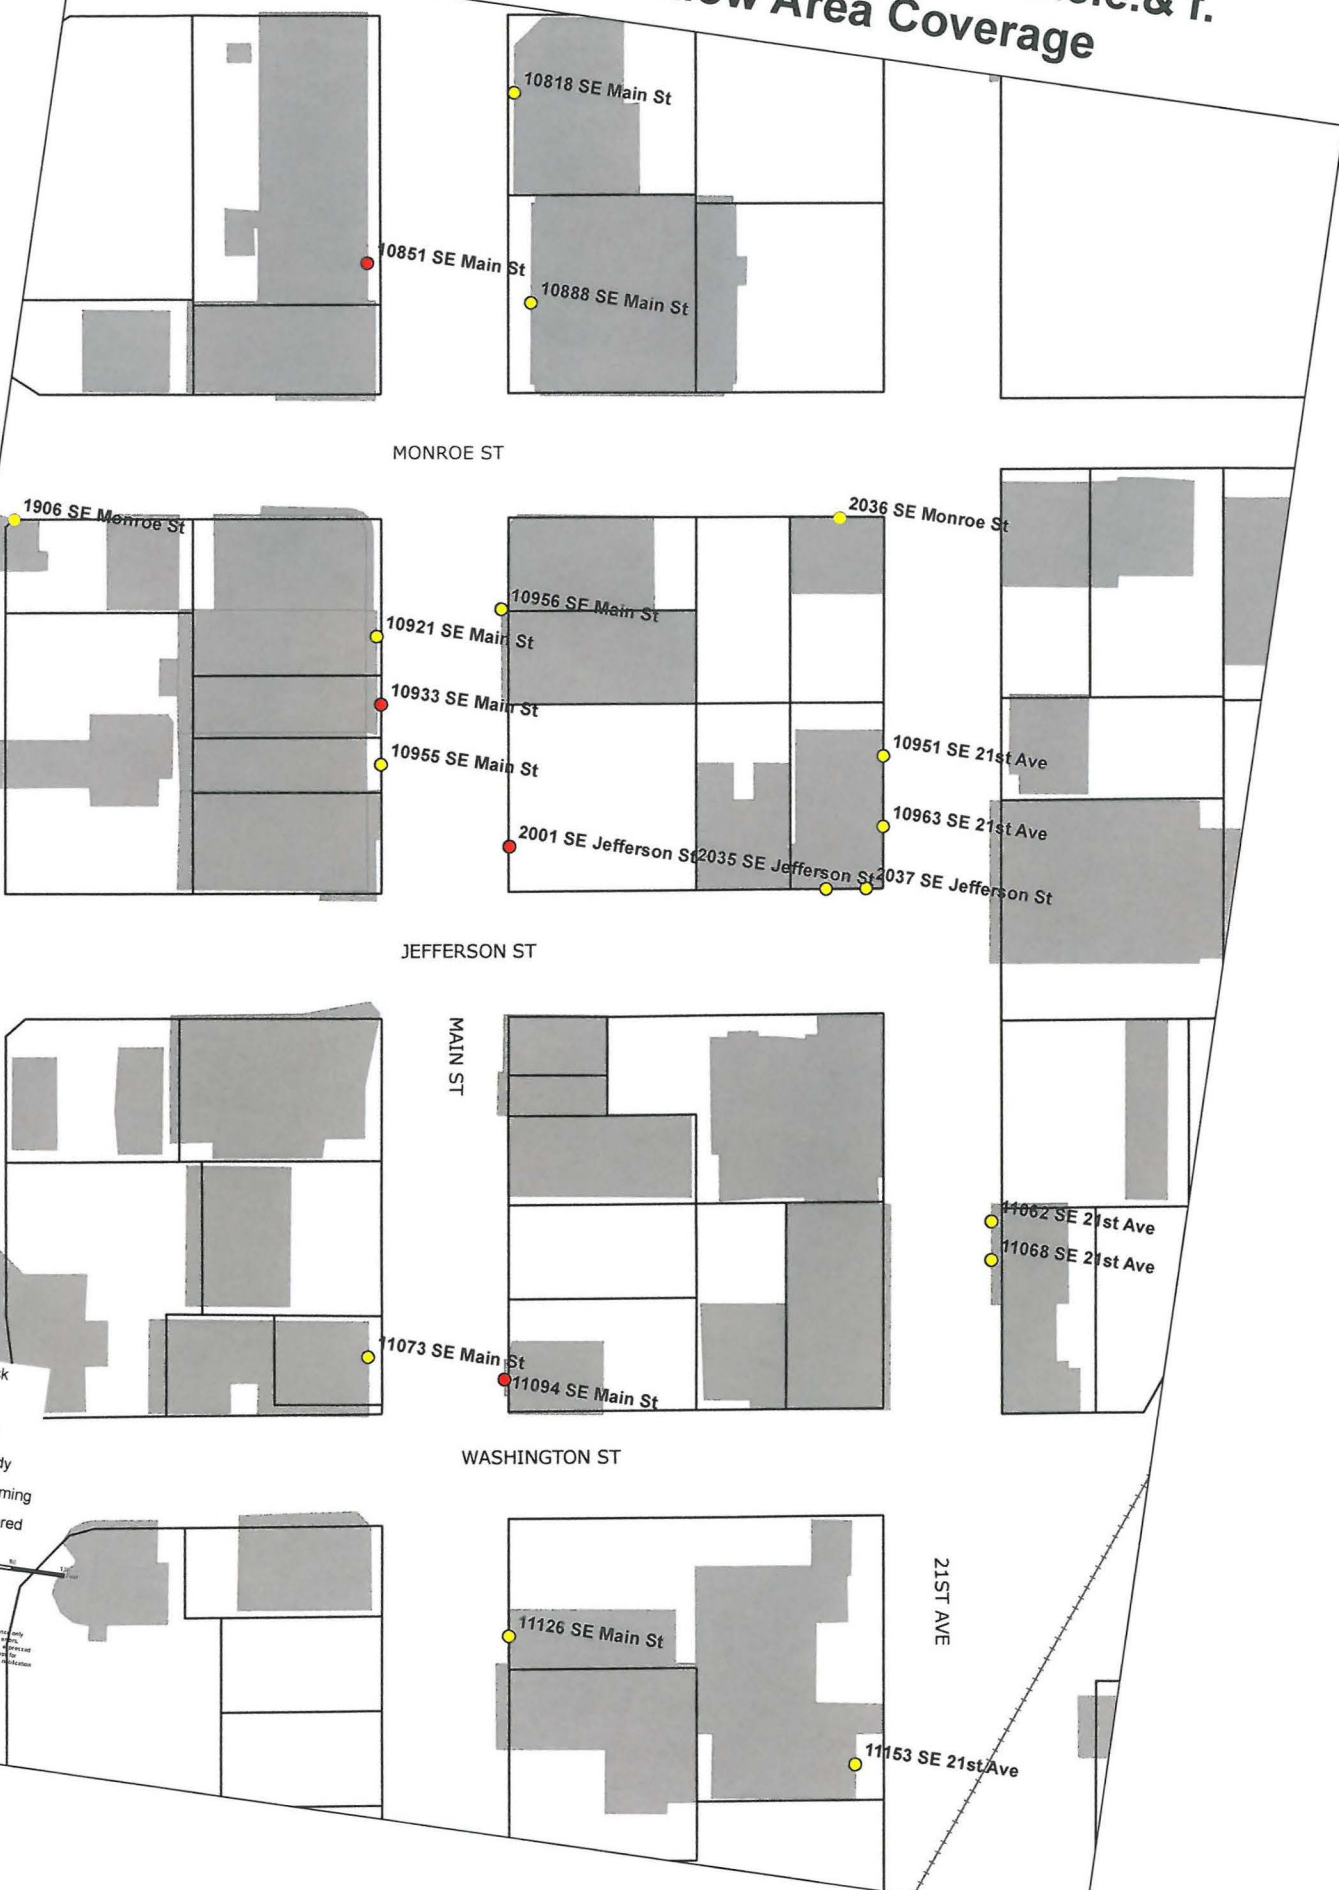 Area Coverage
10818 SE Main St
10851 SE Main St
10888 SE Main St
MONROE ST
1906 SE Monroe St
2036 SE Monroe St
10956 SE Main St
10921 SE Main St
10933 SE Main St
10955 SE Main St
10951 SE 21st Ave
10963 SE 21st Ave
2001 SE Jefferson St
2035 SE Jefferson St
2037 SE Jefferson St
JEFFERSON ST
MAIN ST
11062 SE 21st Ave
11068 SE 21st Ave
11073 SE Main St
11094 SE Main St
WASHINGTON ST
21ST AVE
11126 SE Main St
11153 SE 21st Ave